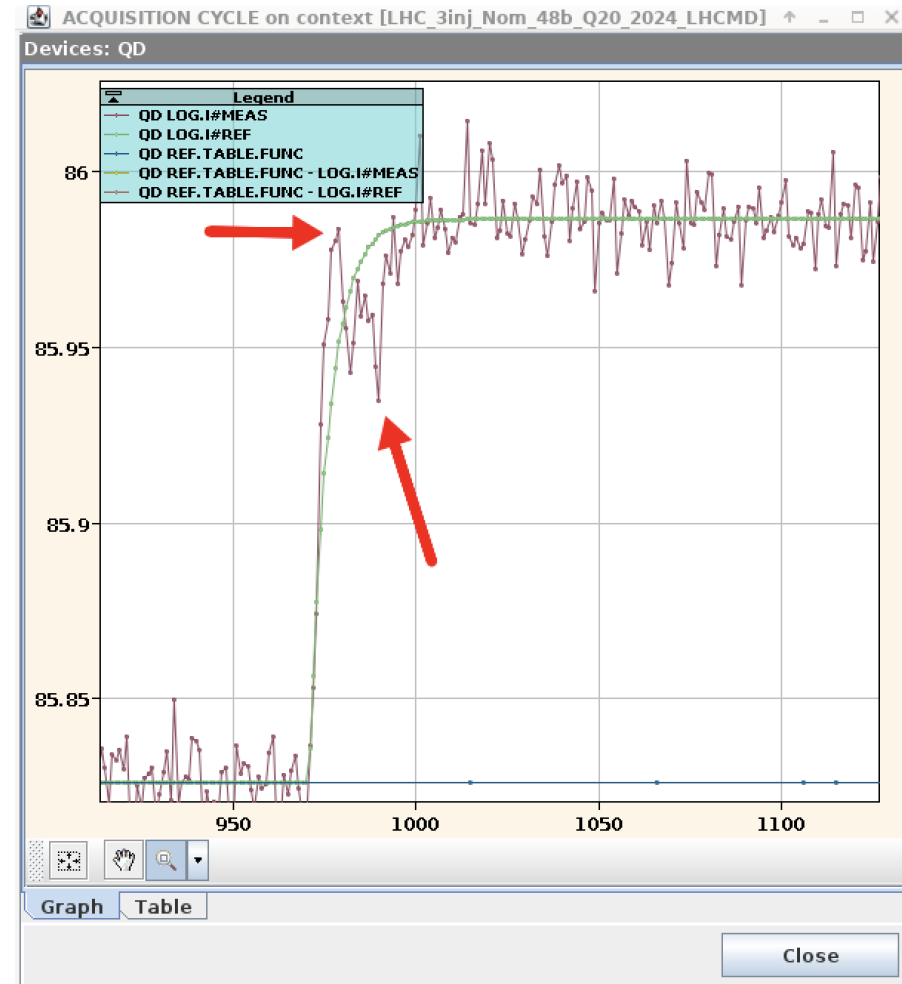 ACQUISITION CYCLE on context [LHC_3inj_Nom_48b_Q20_2024_LHCMD]
Devices: QD
Legend
QD LOG.I#MEAS
QD LOG.I#REF
QD REF.TABLE.FUNC
QD REF.TABLE.FUNC - LOG.I#MEAS
QD REF.TABLE.FUNC - LOG.I#REF
86
85.95
85.9
85.85
950 1000 1050 1100
Graph Table
Close